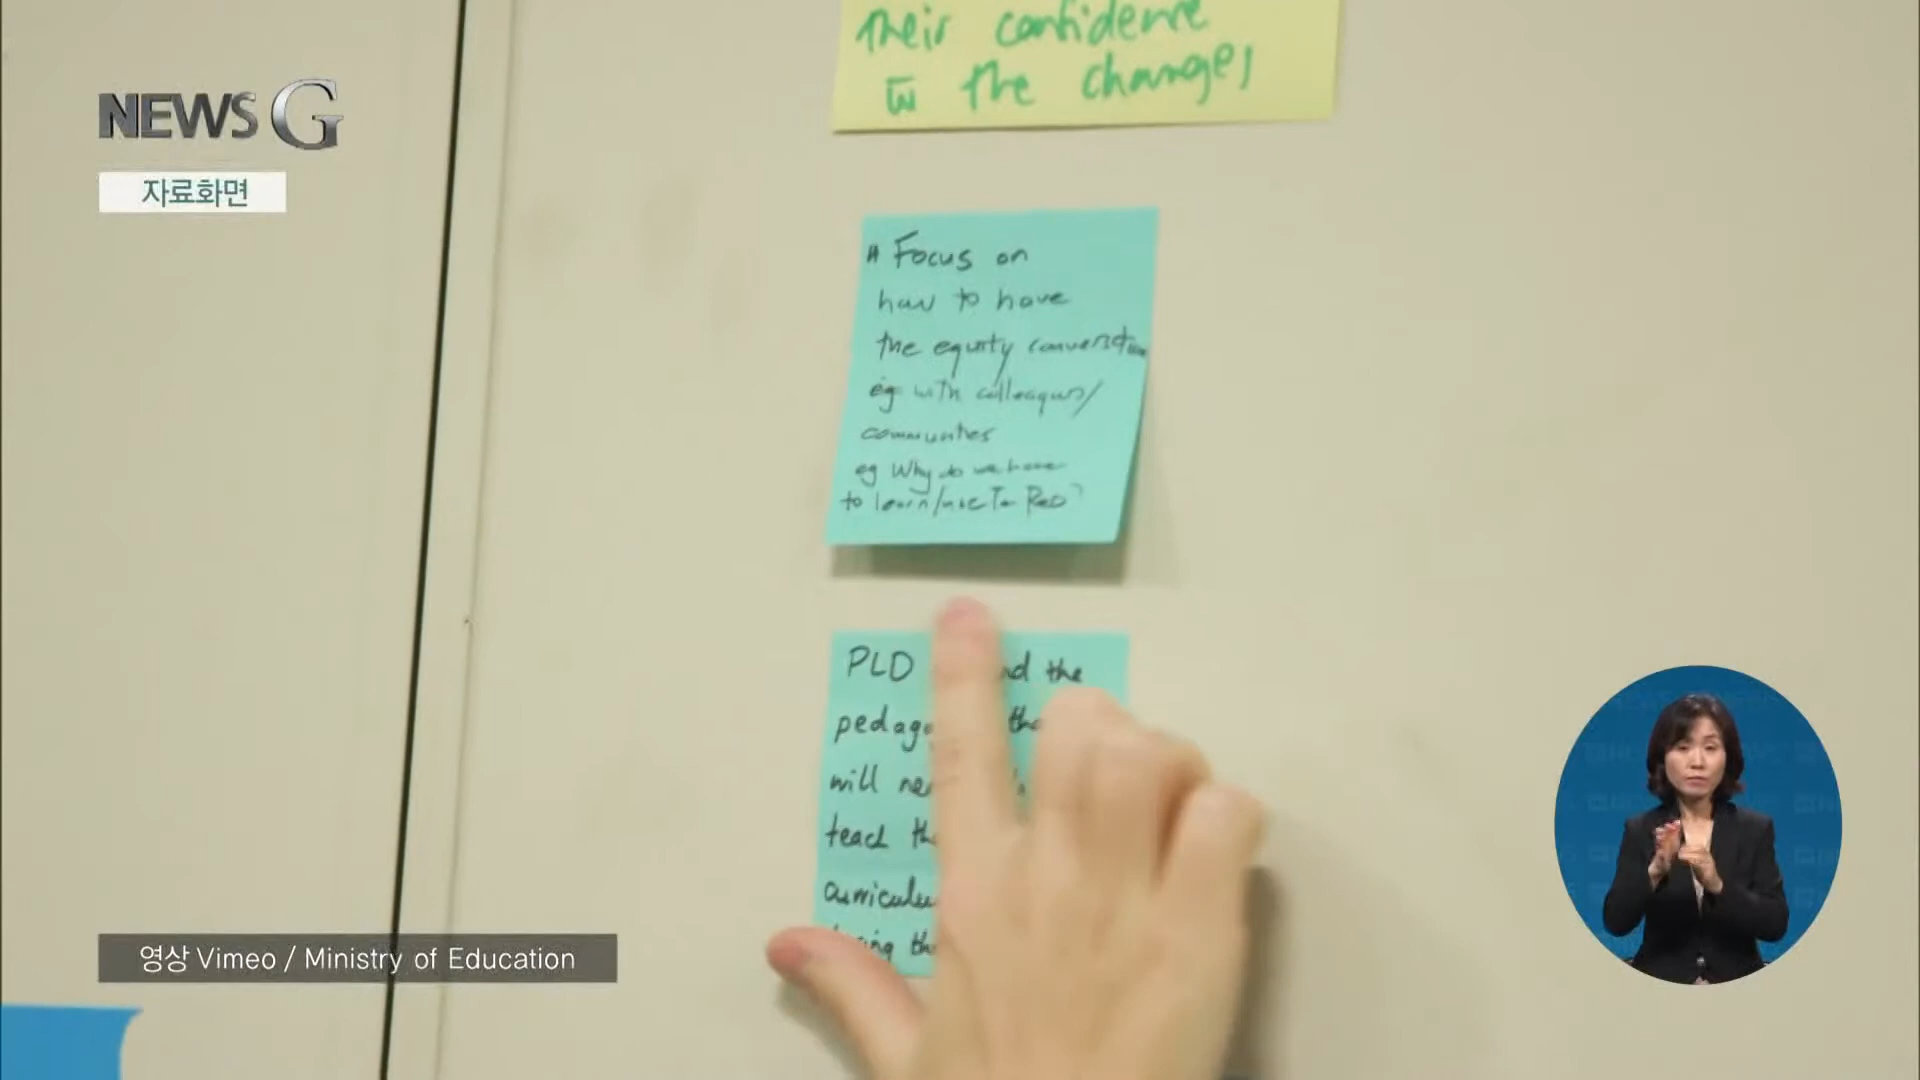 NEWS G
자료화면
Their confidence
in the changes
# Focus on
how to have
the equity conversation
eg with colleagues/
communities
eg Why do we have
to learn/use Te Reo?
PLD the
will
teach
영상 Vimeo / Ministry of Education